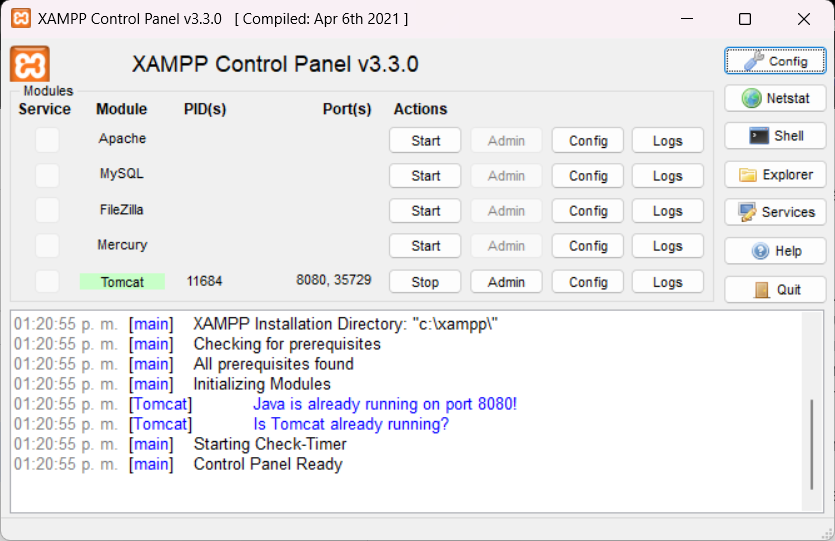 XAMPP Control Panel v3.3.0 [ Compiled: Apr 6th 2021 ]
XAMPP Control Panel v3.3.0
Config
Modules
Service Module PID(s) Port(s) Actions
Netstat
Apache Start Admin Config Logs
Shell
MySQL Start Admin Config Logs
Explorer
FileZilla Start Admin Config Logs
Services
Mercury Start Admin Config Logs
Help
Tomcat 11684 8080, 35729 Stop Admin Config Logs
Quit
01:20:55 p. m. [main] XAMPP Installation Directory: "c:\xampp\"
01:20:55 p. m. [main] Checking for prerequisites
01:20:55 p. m. [main] All prerequisites found
01:20:55 p. m. [main] Initializing Modules
01:20:55 p. m. [Tomcat] Java is already running on port 8080!
01:20:55 p. m. [Tomcat] Is Tomcat already running?
01:20:55 p. m. [main] Starting Check-Timer
01:20:55 p. m. [main] Control Panel Ready